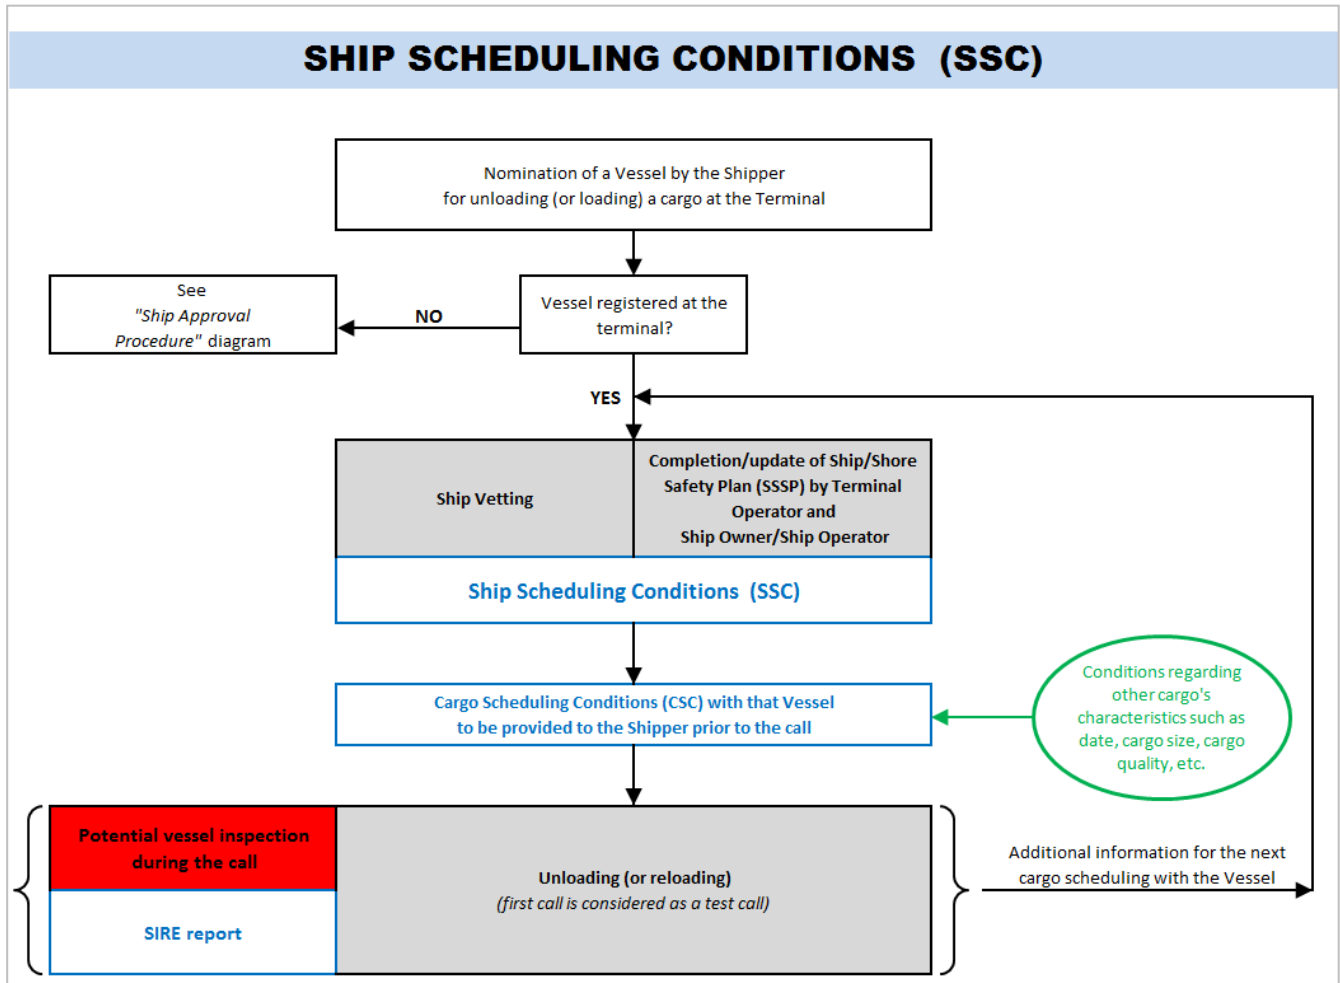 SHIP SCHEDULING CONDITIONS (SSC)
Nomination of a Vessel by the Shipper
for unloading (or loading) a cargo at the Terminal
See
"Ship Approval
Procedure" diagram
NO
Vessel registered at the
terminal?
YES
Ship Vetting
Completion/update of Ship/Shore
Safety Plan (SSSP) by Terminal
Operator and
Ship Owner/Ship Operator
Ship Scheduling Conditions (SSC)
Cargo Scheduling Conditions (CSC) with that Vessel
to be provided to the Shipper prior to the call
Conditions regarding
other cargo's
characteristics such as
date, cargo size, cargo
quality, etc.
Potential vessel inspection
during the call
SIRE report
Unloading (or reloading)
(first call is considered as a test call)
Additional information for the next
cargo scheduling with the Vessel